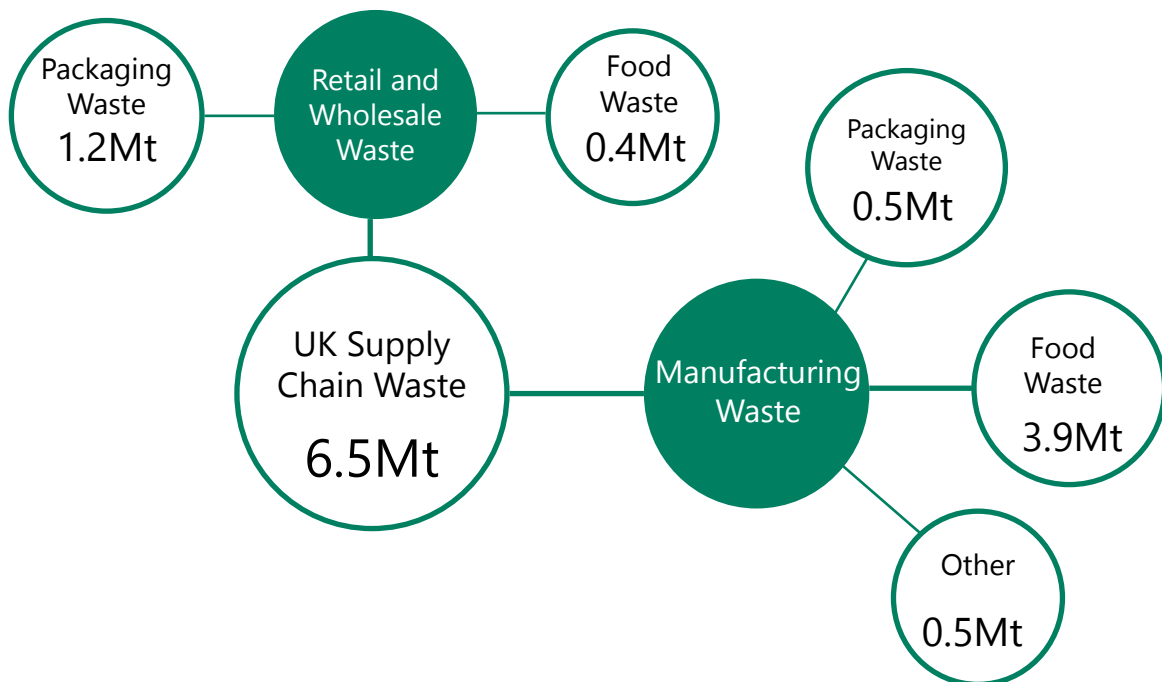 Packaging
Waste
1.2Mt
Retail and
Wholesale
Waste
Food
Waste
0.4Mt
Packaging
Waste
0.5Mt
UK Supply
Chain Waste
6.5Mt
Manufacturing
Waste
Food
Waste
3.9Mt
Other
0.5Mt